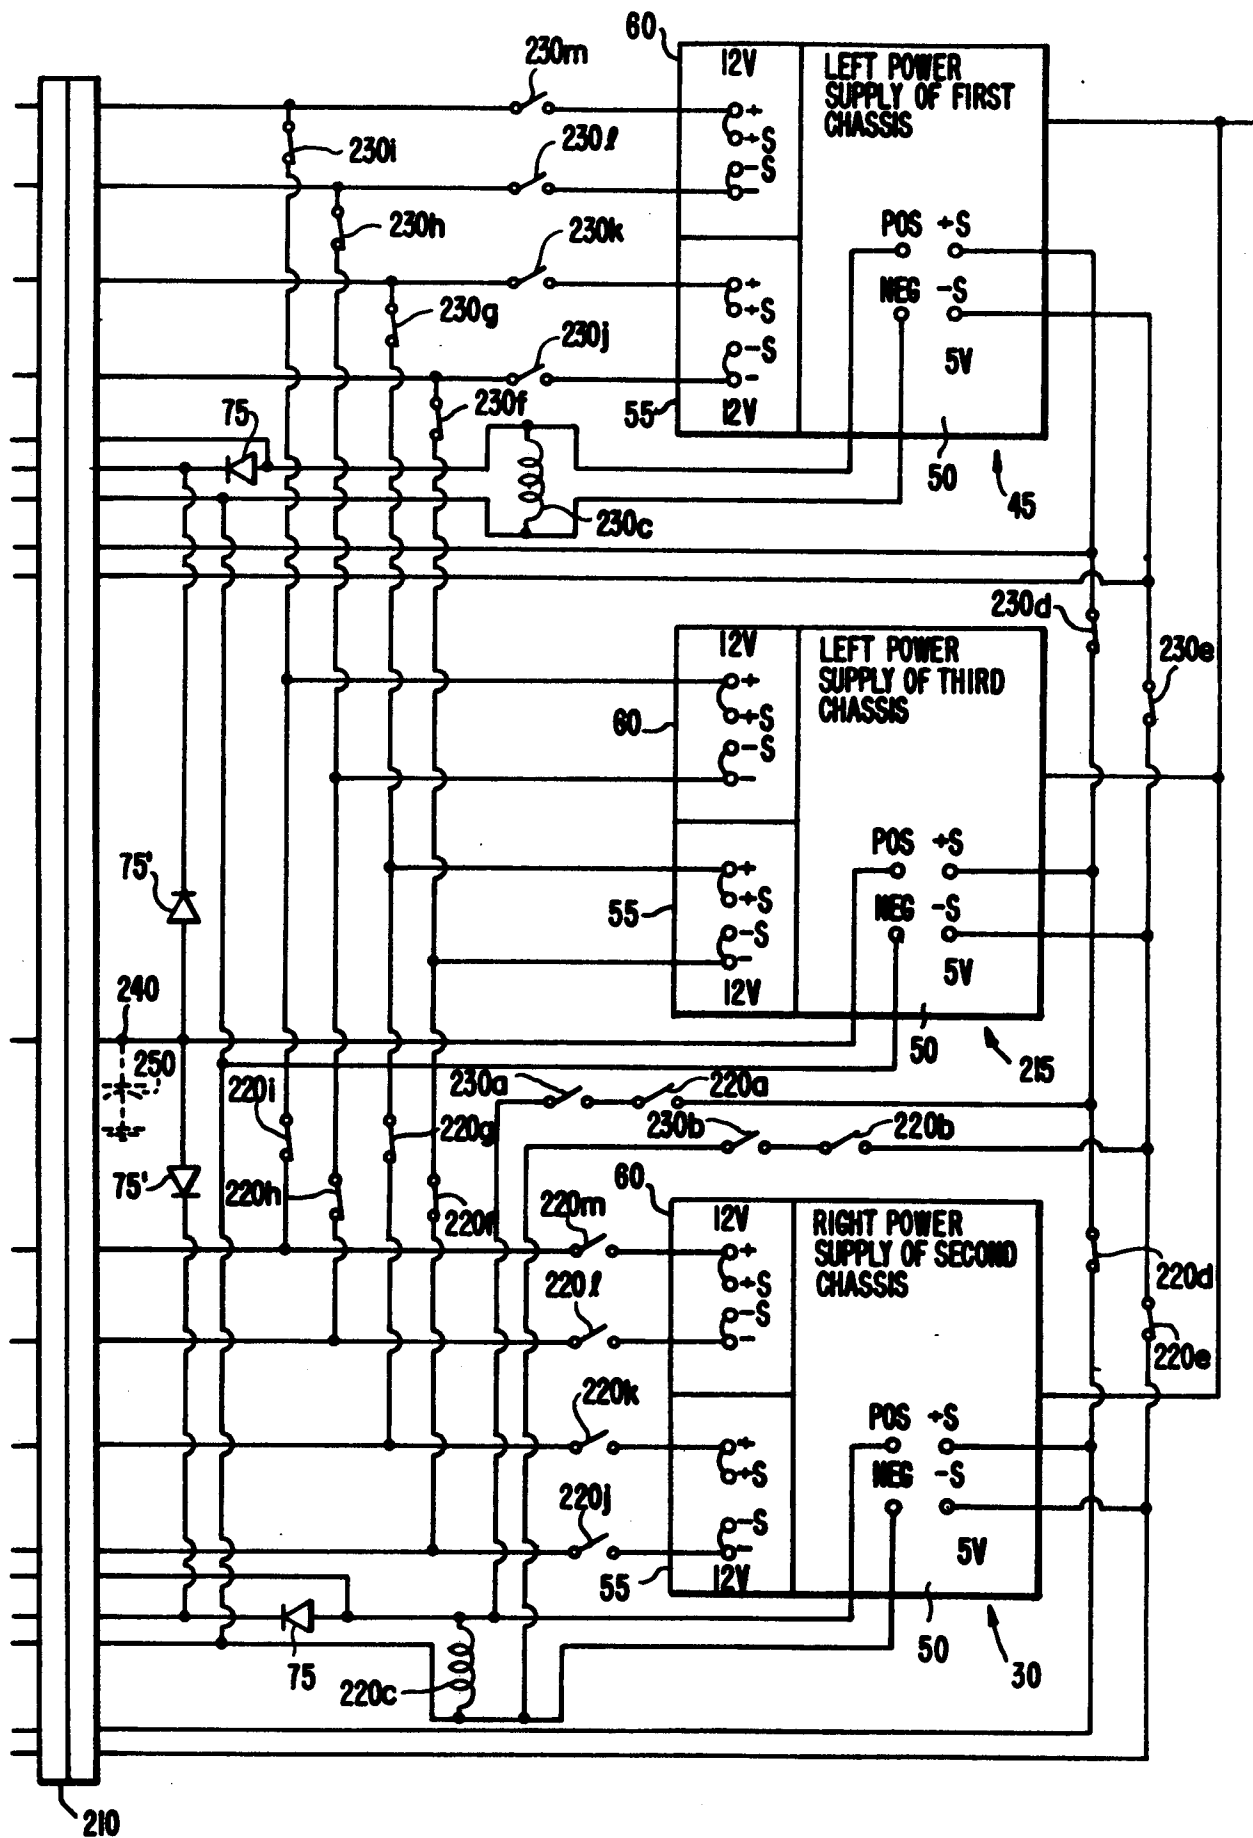 60
230m
12V
LEFT POWER
SUPPLY OF FIRST
CHASSIS
+
+S
-S
-
230i
230l
230h
230k
POS +S
NEG -S
5V
+
+S
-S
-
12V
230g
230j
55
230f
75
50
45
230c
230d
230e
12V
LEFT POWER
SUPPLY OF THIRD
CHASSIS
+
+S
-S
-
60
75'
POS +S
NEG -S
5V
+
+S
-S
-
12V
55
240
250
50
215
220i
230a
220a
220g
230b
220b
75'
220h
220f
60
220m
12V
RIGHT POWER
SUPPLY OF SECOND
CHASSIS
+
+S
-S
-
220l
220d
220e
220k
POS +S
NEG -S
5V
+
+S
-S
-
12V
220j
55
50
30
75
220c
210